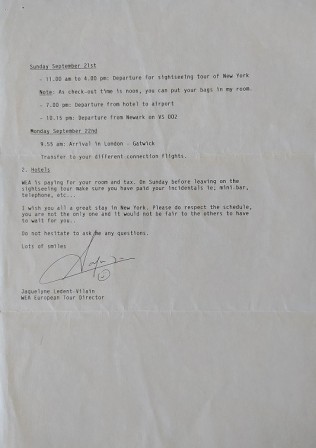 Sunday September 21st
- 11.00 am to 4.00 pm: Departure for sightseeing tour of New York
Note: As check-out time is noon, you can put your bags in my room.
- 7.00 pm: Departure from hotel to airport
- 10.15 pm: Departure from Newark on VS 002
Monday September 22nd
9.55 am: Arrival in London - Gatwick
Transfer to your different connection flights.
2. Hotels
WEA is paying for your room and tax. On Sunday before leaving on the
sightseeing tour make sure you have paid your incidentals ie; mini-bar,
telephone, etc...
I wish you all a great stay in New York. Please do respect the schedule,
you are not the only one and it would not be fair to the others to have
to wait for you.
Do not hesitate to ask me any questions.
Lots of smiles
Jaquelyne Ledent-Vilain
WEA European Tour Director